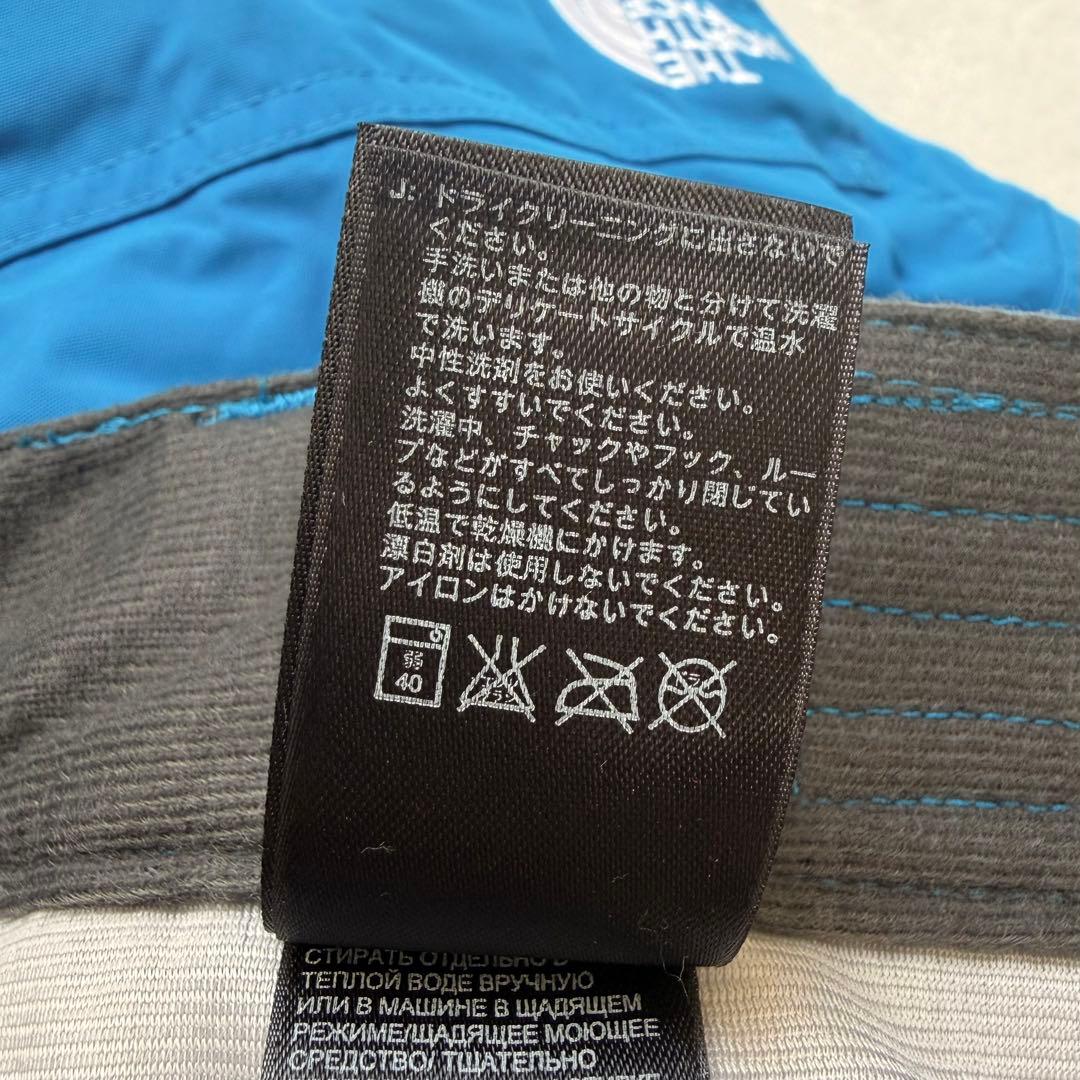 THE
NORTH
FACE
J: ドライクリーニングに出さないで
ください。
手洗いまたは他の物と分けて洗濯
機のデリケートサイクルで温水
で洗います。
中性洗剤をお使いください。
よくすすいでください。
洗濯中、チャックやフック、ルー
プなどがすべてしっかり閉じてい
るようにしてください。
低温で乾燥機にかけます。
漂白剤は使用しないでください。
アイロンはかけないでください。
弱
40
ドライ
СТИРАТЬ ОТДЕЛЬНО В
ТЕПЛОЙ ВОДЕ ВРУЧНУЮ
ИЛИ В МАШИНЕ В ЩАДЯЩЕМ
РЕЖИМЕ/ЩАДЯЩЕЕ МОЮЩЕЕ
СРЕДСТВО/ ТЩАТЕЛЬНО